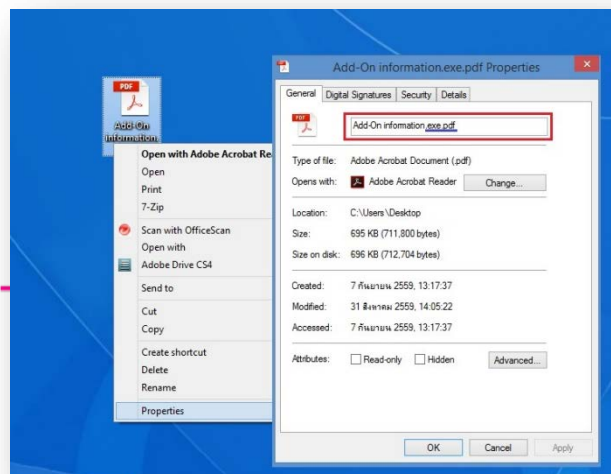 PDF
Add-On
information.
Open with Adobe Acrobat Re
Open
Print
7-Zip
Scan with OfficeScan
Open with
Adobe Drive CS4
Send to
Cut
Copy
Create shortcut
Delete
Rename
Properties
Add-On information.exe.pdf Properties
General Digital Signatures Security Details
PDF
Add-On information.exe.pdf
Type of file: Adobe Acrobat Document (.pdf)
Opens with: Adobe Acrobat Reader Change...
Location: C:\Users\Desktop
Size: 695 KB (711,800 bytes)
Size on disk: 696 KB (712,704 bytes)
Created: 7 กันยายน 2559, 13:17:37
Modified: 31 สิงหาคม 2559, 14:05:22
Accessed: 7 กันยายน 2559, 13:17:37
Attributes: Read-only Hidden Advanced...
OK Cancel Apply